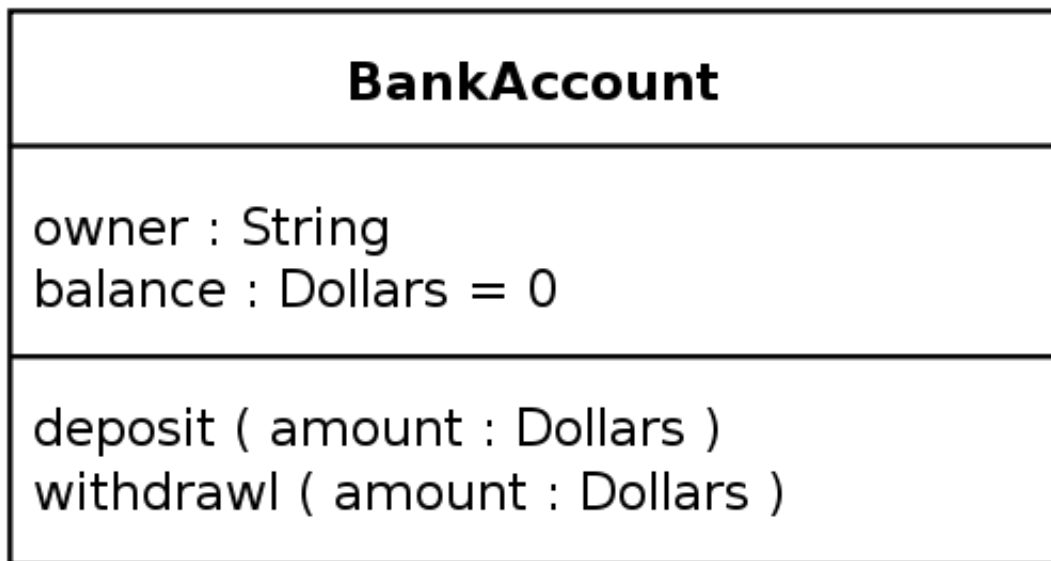 BankAccount
owner : String
balance : Dollars = 0
deposit ( amount : Dollars )
withdrawl ( amount : Dollars )